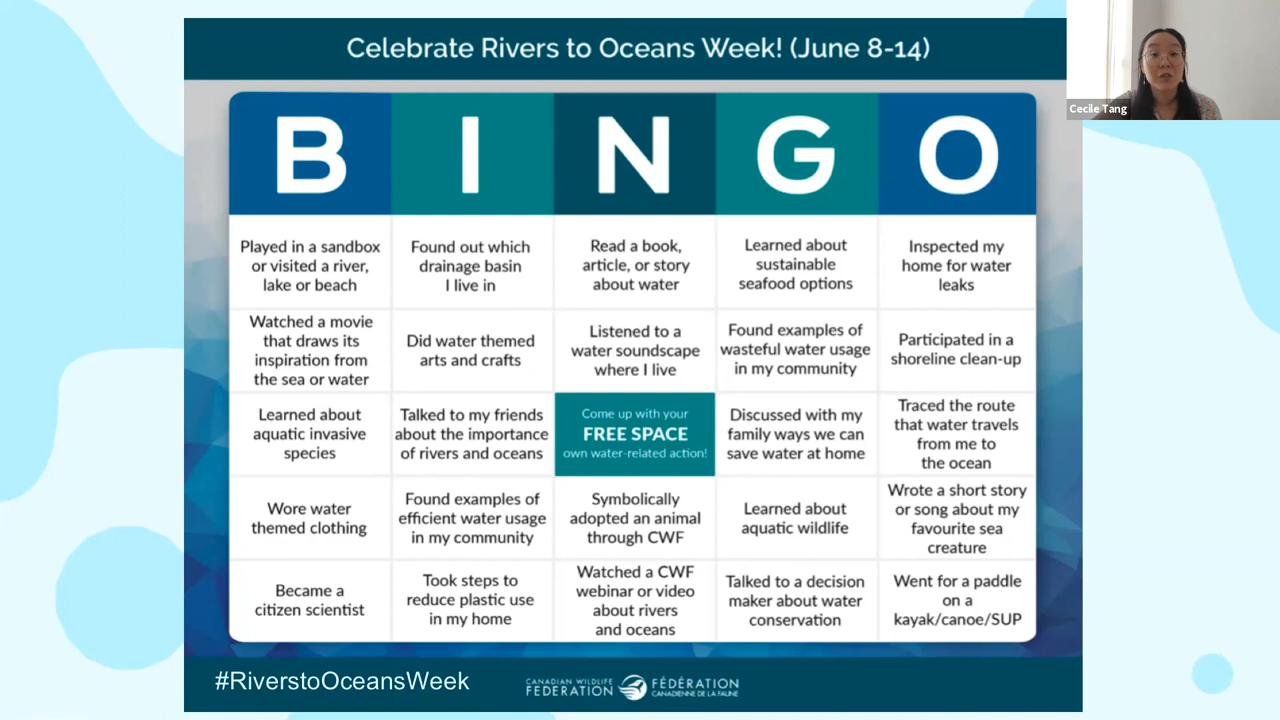 Celebrate Rivers to Oceans Week! (June 8-14)
Cecile Tang
B I N G O
Played in a sandbox
or visited a river,
lake or beach
Found out which
drainage basin
I live in
Read a book,
article, or story
about water
Learned about
sustainable
seafood options
Inspected my
home for water
leaks
Watched a movie
that draws its
inspiration from
the sea or water
Did water themed
arts and crafts
Listened to a
water soundscape
where I live
Found examples of
wasteful water usage
in my community
Participated in a
shoreline clean-up
Learned about
aquatic invasive
species
Talked to my friends
about the importance
of rivers and oceans
Come up with your
FREE SPACE
own water-related action!
Discussed with my
family ways we can
save water at home
Traced the route
that water travels
from me to
the ocean
Wore water
themed clothing
Found examples of
efficient water usage
in my community
Symbolically
adopted an animal
through CWF
Learned about
aquatic wildlife
Wrote a short story
or song about my
favourite sea
creature
Became a
citizen scientist
Took steps to
reduce plastic use
in my home
Watched a CWF
webinar or video
about rivers
and oceans
Talked to a decision
maker about water
conservation
Went for a paddle
on a
kayak/canoe/SUP
#RiverstoOceansWeek
CANADIAN WILDLIFE
FEDERATION
FÉDÉRATION
CANADIENNE DE LA FAUNE